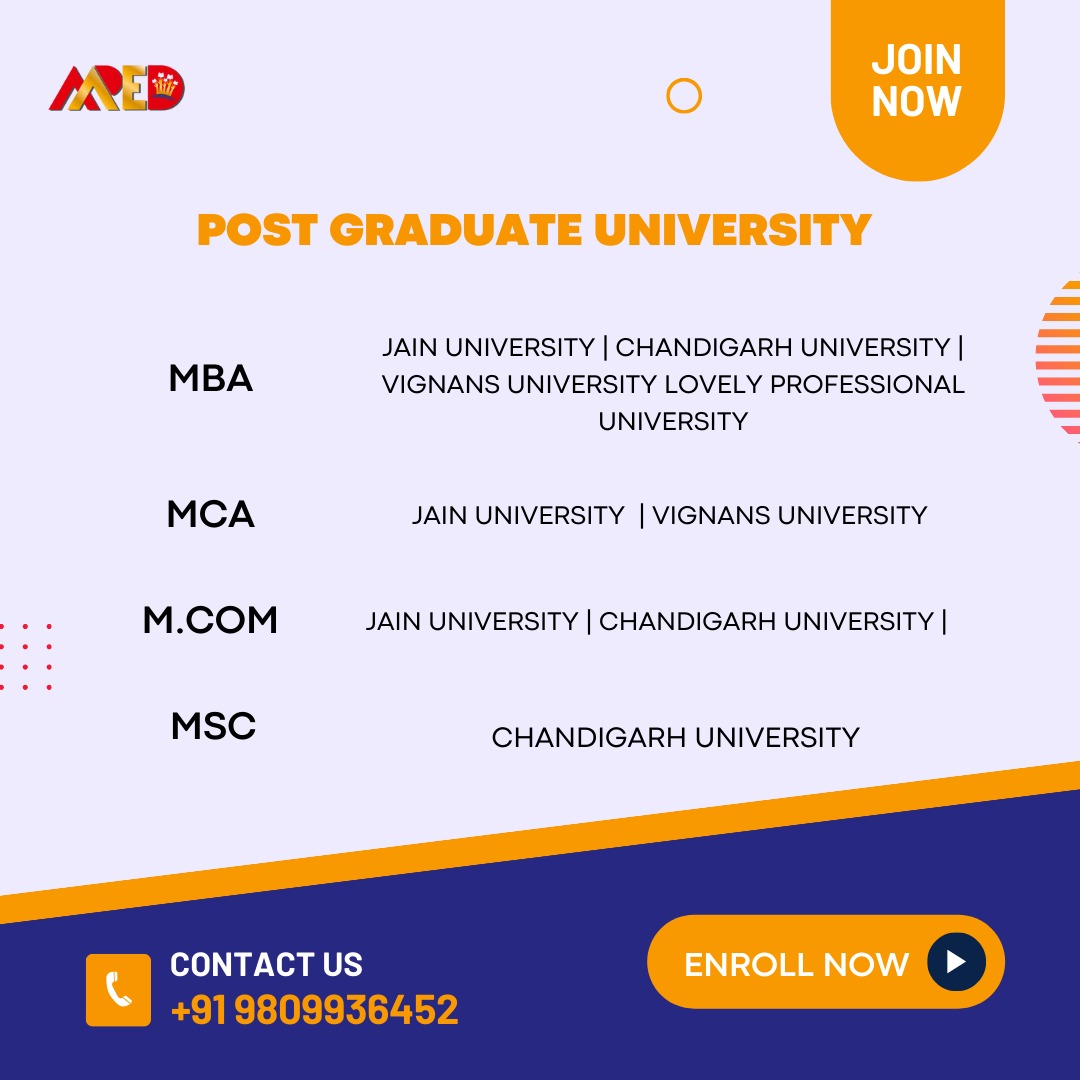 MPED
JOIN
NOW
POST GRADUATE UNIVERSITY
MBA
JAIN UNIVERSITY | CHANDIGARH UNIVERSITY |
VIGNANS UNIVERSITY LOVELY PROFESSIONAL
UNIVERSITY
MCA
JAIN UNIVERSITY | VIGNANS UNIVERSITY
M.COM
JAIN UNIVERSITY | CHANDIGARH UNIVERSITY |
MSC
CHANDIGARH UNIVERSITY
CONTACT US
+91 9809936452
ENROLL NOW